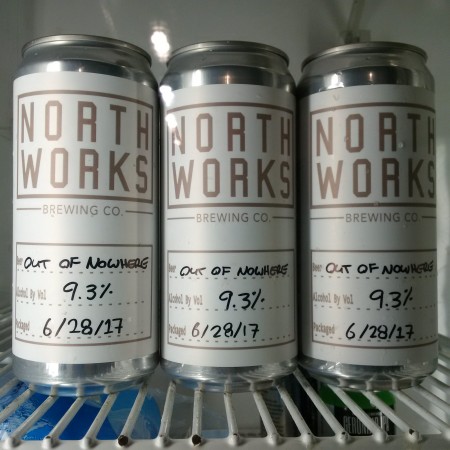 NORTH
WORKS
BREWING CO.
Beer OUT OF NOWHERE
Alcohol By Vol 9.3%
Packaged 6/28/17
NORTH
WORKS
BREWING CO.
Beer OUT OF NOWHERE
Alcohol By Vol 9.3%
Packaged 6/28/17
NORTH
WORKS
BREWING CO.
Beer OUT OF NOWHERE
Alcohol By Vol 9.3%
Packaged 6/28/17